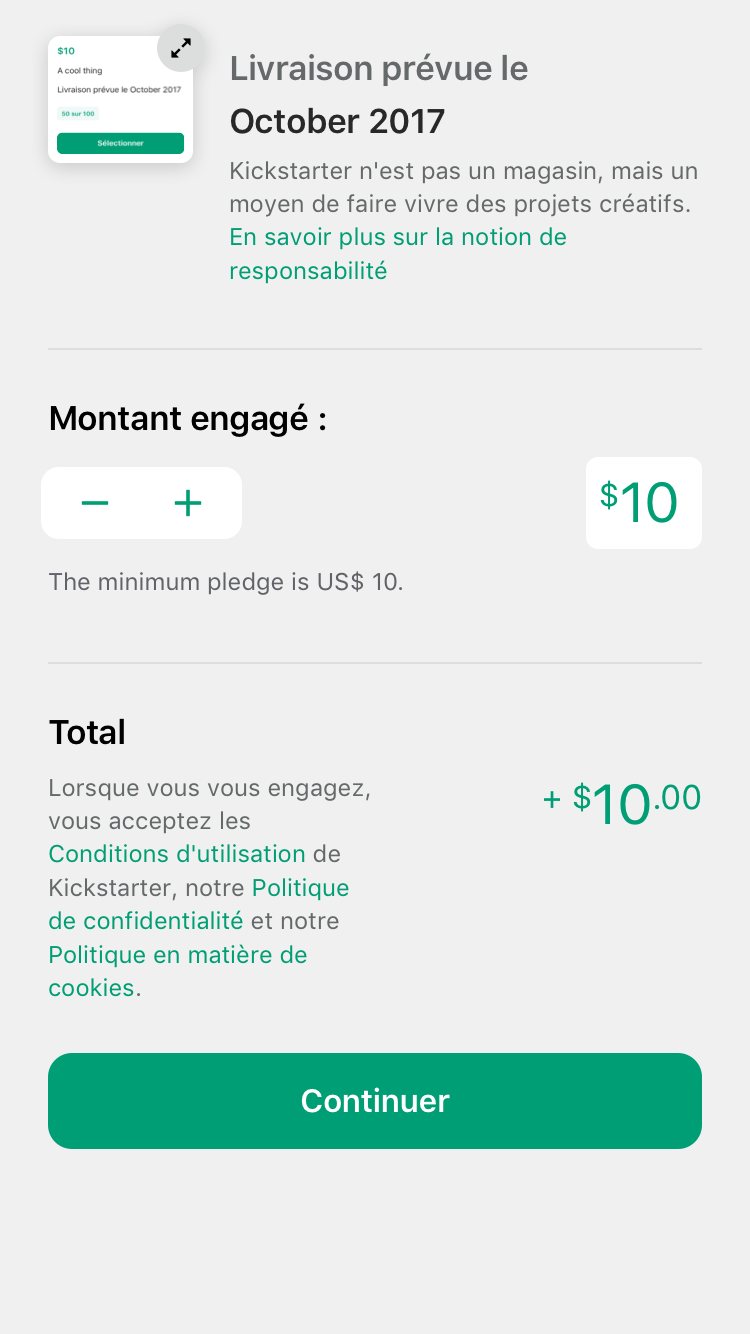 $10
A cool thing
Livraison prévue le October 2017
50 sur 100
Sélectionner
Livraison prévue le
October 2017
Kickstarter n'est pas un magasin, mais un
moyen de faire vivre des projets créatifs.
En savoir plus sur la notion de
responsabilité
Montant engagé :
− +
$10
The minimum pledge is US$ 10.
Total
Lorsque vous vous engagez,
vous acceptez les
Conditions d'utilisation de
Kickstarter, notre Politique
de confidentialité et notre
Politique en matière de
cookies.
+ $10.00
Continuer